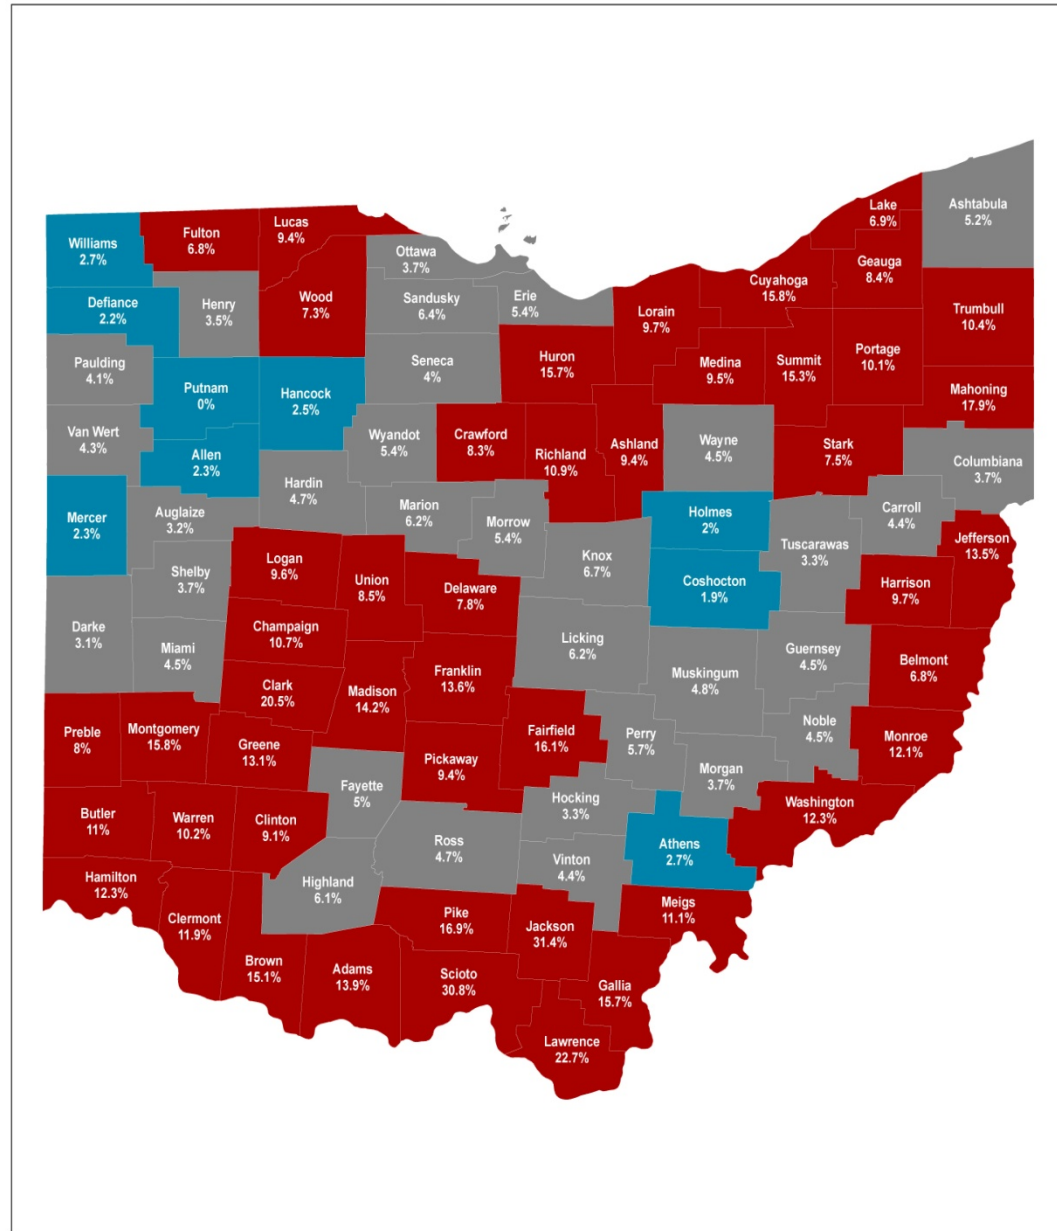 Lake
6.9%
Ashtabula
5.2%
Williams
2.7%
Fulton
6.8%
Lucas
9.4%
Ottawa
3.7%
Geauga
8.4%
Cuyahoga
15.8%
Defiance
2.2%
Henry
3.5%
Wood
7.3%
Sandusky
6.4%
Erie
5.4%
Lorain
9.7%
Trumbull
10.4%
Paulding
4.1%
Putnam
0%
Hancock
2.5%
Seneca
4%
Huron
15.7%
Medina
9.5%
Summit
15.3%
Portage
10.1%
Mahoning
17.9%
Van Wert
4.3%
Allen
2.3%
Wyandot
5.4%
Crawford
8.3%
Richland
10.9%
Ashland
9.4%
Wayne
4.5%
Stark
7.5%
Columbiana
3.7%
Mercer
2.3%
Auglaize
3.2%
Hardin
4.7%
Marion
6.2%
Morrow
5.4%
Holmes
2%
Carroll
4.4%
Tuscarawas
3.3%
Jefferson
13.5%
Shelby
3.7%
Logan
9.6%
Union
8.5%
Delaware
7.8%
Knox
6.7%
Coshocton
1.9%
Harrison
9.7%
Darke
3.1%
Miami
4.5%
Champaign
10.7%
Licking
6.2%
Guernsey
4.5%
Belmont
6.8%
Clark
20.5%
Madison
14.2%
Franklin
13.6%
Muskingum
4.8%
Preble
8%
Montgomery
15.8%
Greene
13.1%
Pickaway
9.4%
Fairfield
16.1%
Perry
5.7%
Noble
4.5%
Monroe
12.1%
Morgan
3.7%
Fayette
5%
Hocking
3.3%
Washington
12.3%
Butler
11%
Warren
10.2%
Clinton
9.1%
Ross
4.7%
Vinton
4.4%
Athens
2.7%
Hamilton
12.3%
Highland
6.1%
Clermont
11.9%
Pike
16.9%
Jackson
31.4%
Meigs
11.1%
Brown
15.1%
Adams
13.9%
Scioto
30.8%
Gallia
15.7%
Lawrence
22.7%